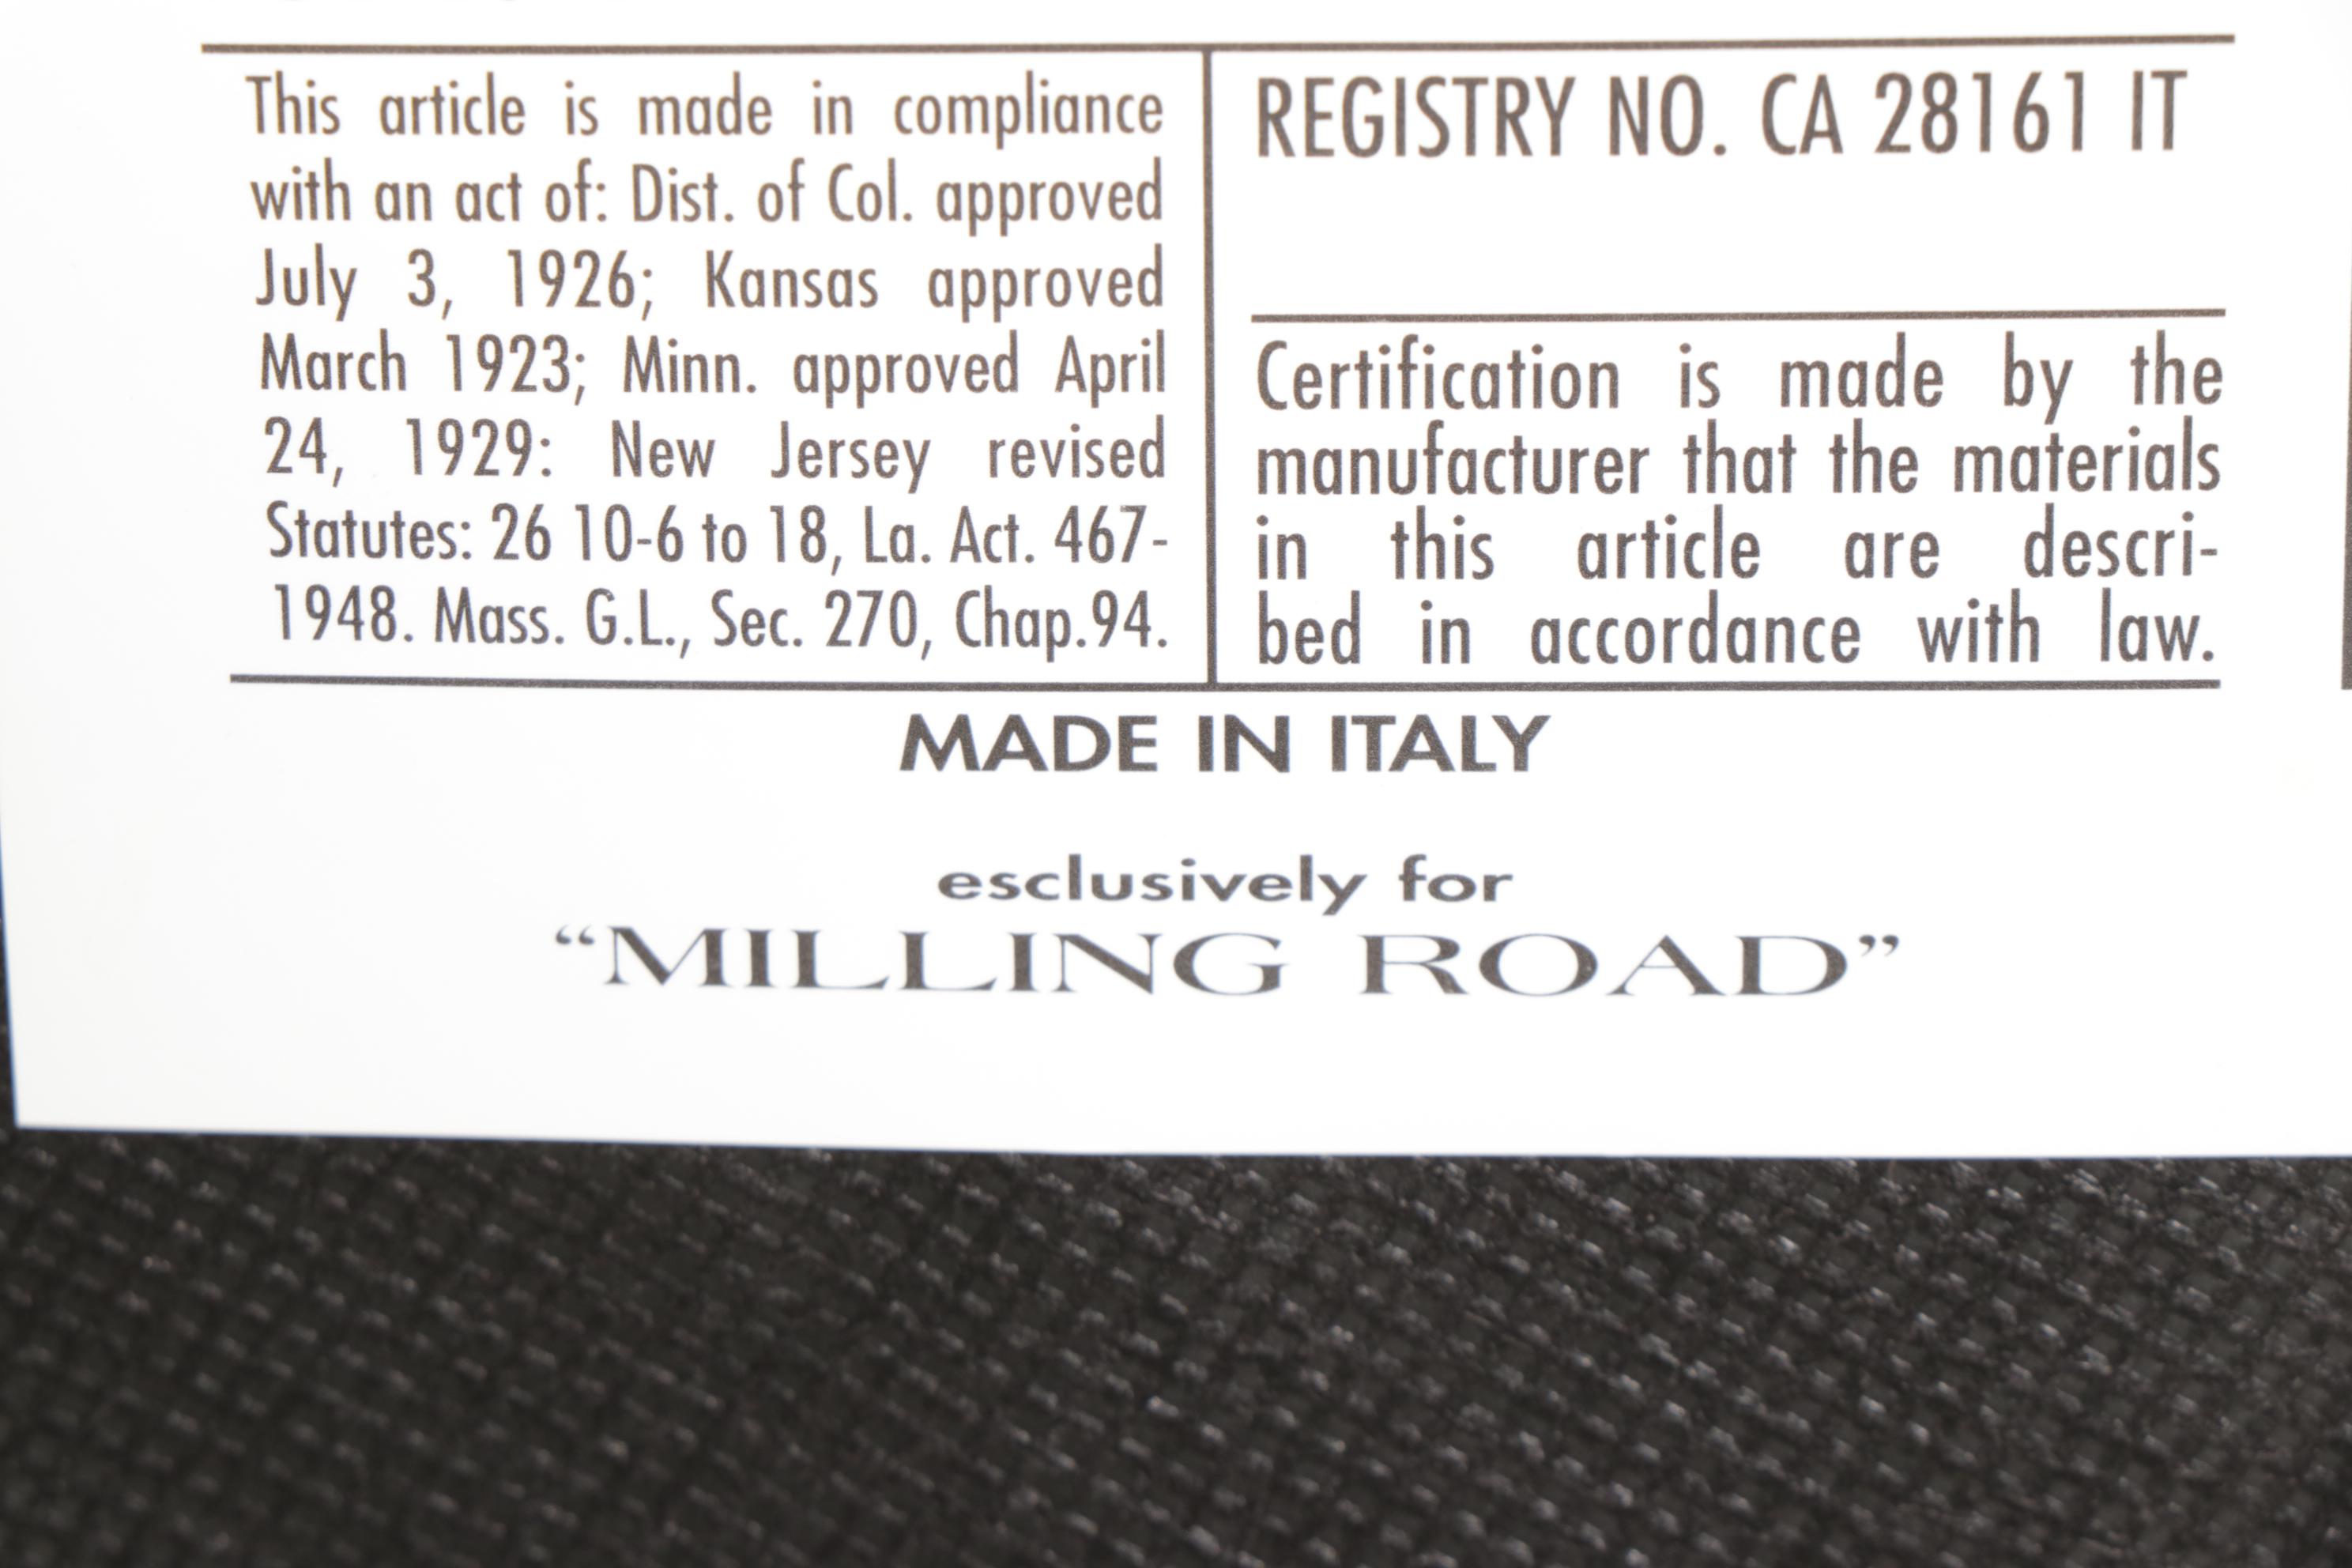 This article is made in compliance
with an act of: Dist. of Col. approved
July 3, 1926; Kansas approved
March 1923; Minn. approved April
24, 1929: New Jersey revised
Statutes: 26 10-6 to 18, La. Act. 467-
1948. Mass. G.L., Sec. 270, Chap.94.
REGISTRY NO. CA 28161 IT
Certification is made by the
manufacturer that the materials
in this article are descri-
bed in accordance with law.
MADE IN ITALY
esclusively for
“MILLING ROAD”